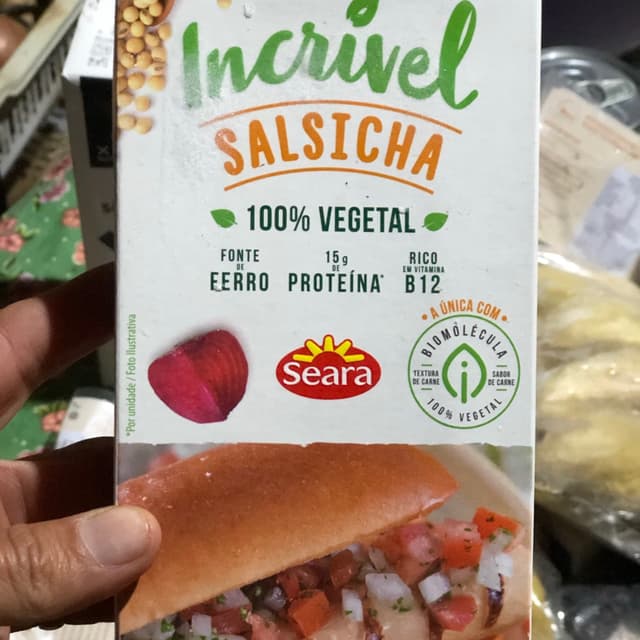 Incrível
SALSICHA
100% VEGETAL
FONTE
DE
FERRO
15g
DE
PROTEÍNA*
RICO
EM VITAMINA
B12
*Por unidade / Foto Ilustrativa
Seara
• A ÚNICA COM •
BIOMOLÉCULA
TEXTURA
DE CARNE
i
SABOR
DE CARNE
100% VEGETAL